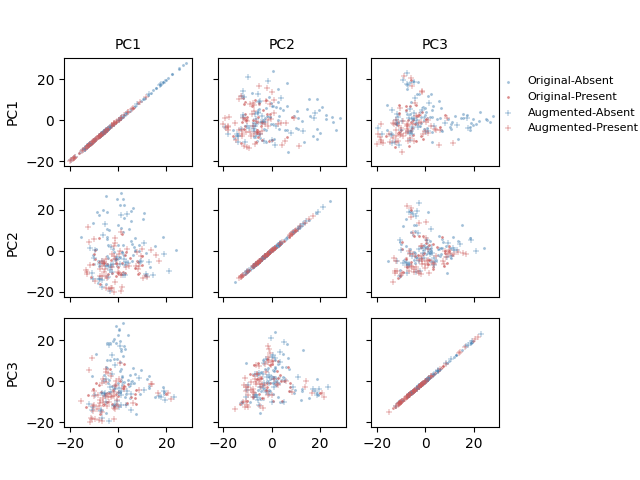 PC1 PC2 PC3
PC1
20
0
−20
Original-Absent
Original-Present
Augmented-Absent
Augmented-Present
PC2
20
0
−20
PC3
20
0
−20
−20 0 20 −20 0 20 −20 0 20